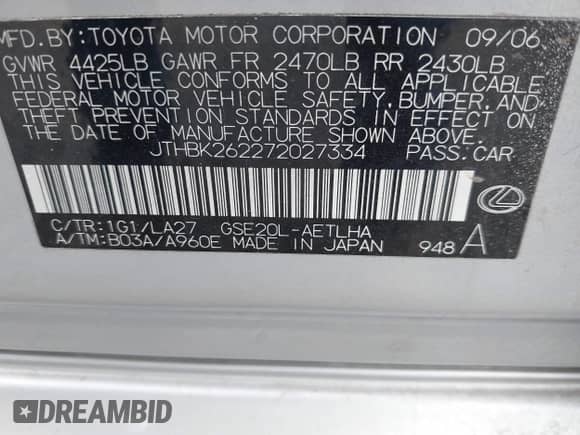 MFD. BY: TOYOTA MOTOR CORPORATION 09/06
GVWR 4425LB GAWR FR 2470LB RR 2430LB
THIS VEHICLE CONFORMS TO ALL APPLICABLE
FEDERAL MOTOR VEHICLE SAFETY, BUMPER, AND
THEFT PREVENTION STANDARDS IN EFFECT ON
THE DATE OF MANUFACTURE SHOWN ABOVE.
JTHBK262272027334 PASS. CAR
C/TR: 1G1/LA27 GSE20L-AETLHA
A/TM: B03A/A960E MADE IN JAPAN 948 A
DREAMBID